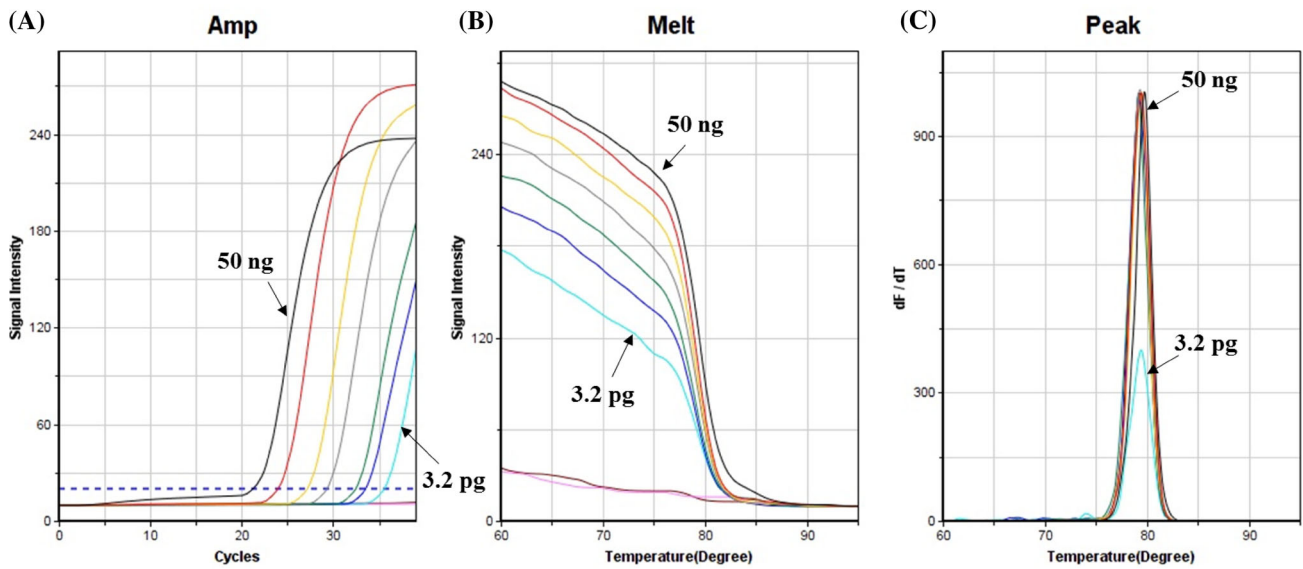 (A)
Amp
Signal Intensity
240
180
120
60
0
0
10
20
30
Cycles
50 ng
3.2 pg
(B)
Melt
Signal Intensity
240
120
0
60
70
80
90
Temperature(Degree)
50 ng
3.2 pg
(C)
Peak
dF / dT
900
600
300
0
60
70
80
90
Temperature(Degree)
50 ng
3.2 pg